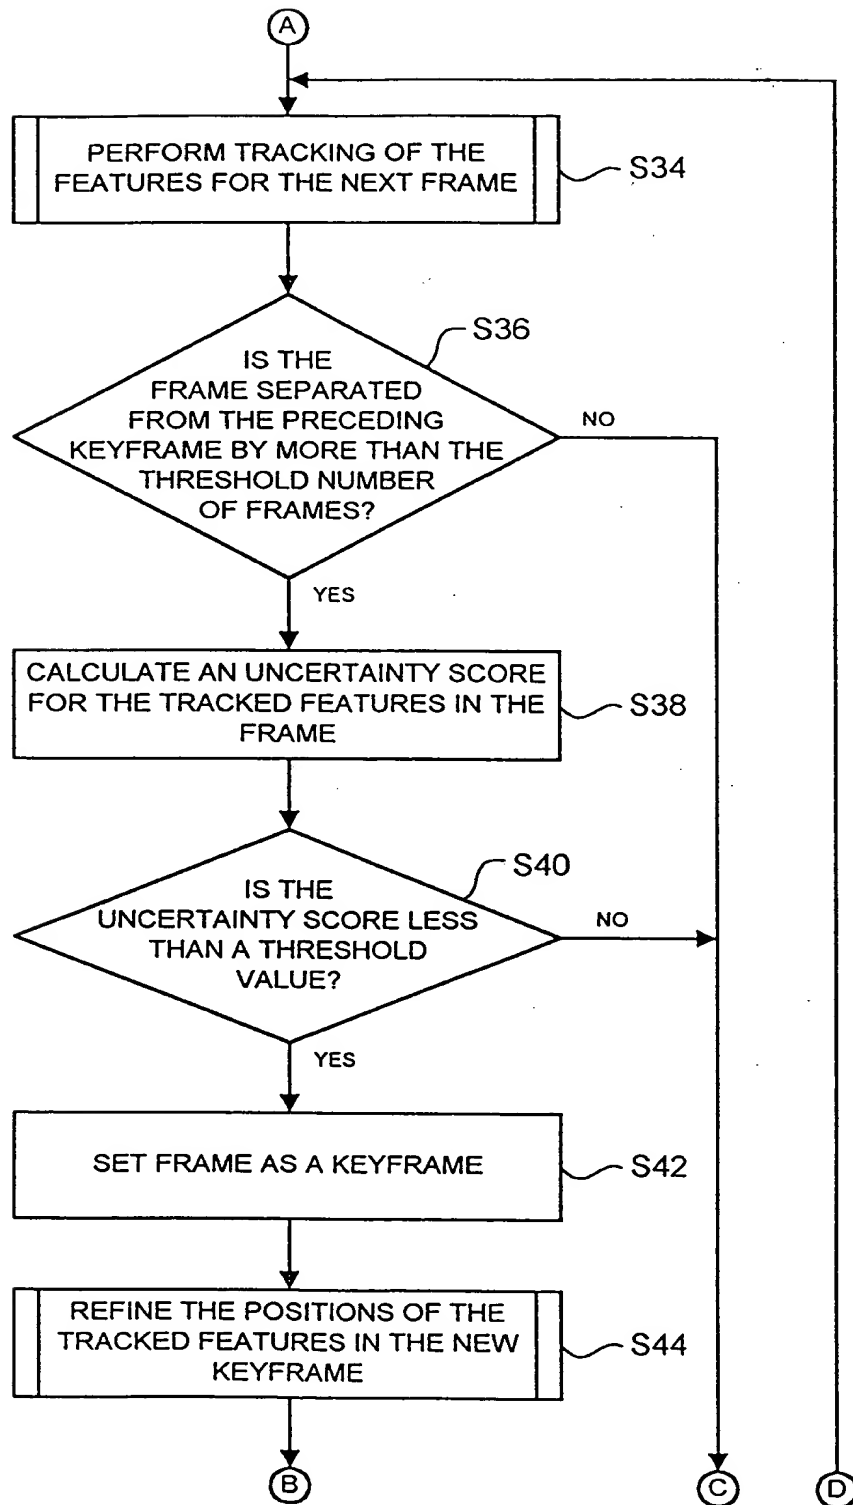 A
PERFORM TRACKING OF THE
FEATURES FOR THE NEXT FRAME
S34
S36
IS THE
FRAME SEPARATED
FROM THE PRECEDING
KEYFRAME BY MORE THAN THE
THRESHOLD NUMBER
OF FRAMES?
NO
YES
CALCULATE AN UNCERTAINTY SCORE
FOR THE TRACKED FEATURES IN THE
FRAME
S38
S40
IS THE
UNCERTAINTY SCORE LESS
THAN A THRESHOLD
VALUE?
NO
YES
SET FRAME AS A KEYFRAME
S42
REFINE THE POSITIONS OF THE
TRACKED FEATURES IN THE NEW
KEYFRAME
S44
B
C
D